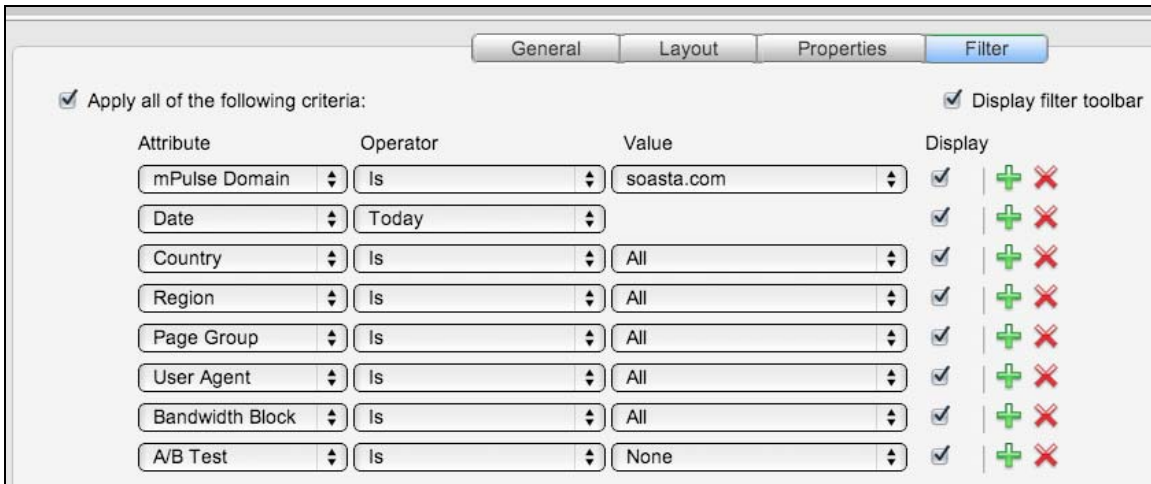 General Layout Properties Filter
Apply all of the following criteria: Display filter toolbar
Attribute Operator Value Display
mPulse Domain Is soasta.com
Date Today
Country Is All
Region Is All
Page Group Is All
User Agent Is All
Bandwidth Block Is All
A/B Test Is None